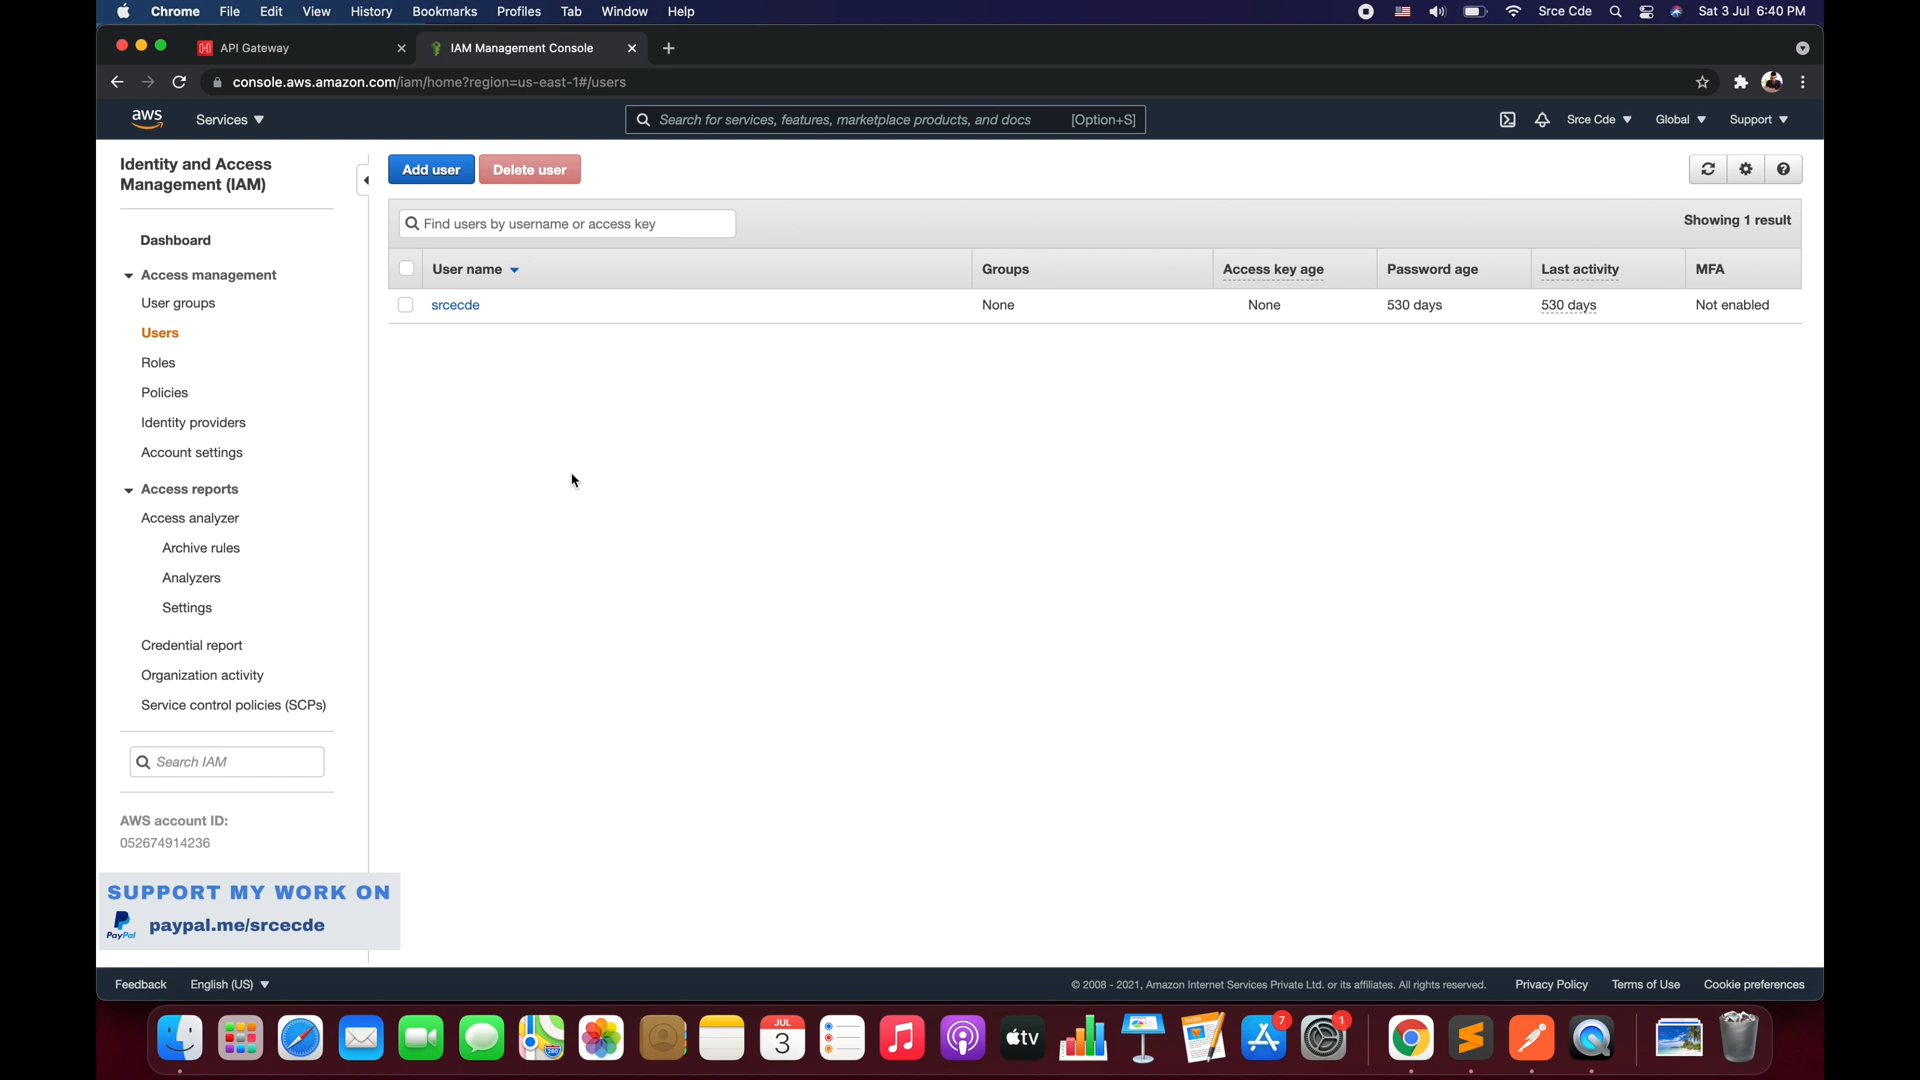 Chrome File Edit View History Bookmarks Profiles Tab Window Help Srce Cde Sat 3 Jul 6:40 PM
API Gateway IAM Management Console
console.aws.amazon.com/iam/home?region=us-east-1#/users
aws Services Search for services, features, marketplace products, and docs [Option+S] Srce Cde Global Support
Identity and Access
Management (IAM)
Dashboard
Access management
User groups
Users
Roles
Policies
Identity providers
Account settings
Access reports
Access analyzer
Archive rules
Analyzers
Settings
Credential report
Organization activity
Service control policies (SCPs)
Search IAM
AWS account ID:
052674914236
Add user Delete user
Find users by username or access key Showing 1 result
User name Groups Access key age Password age Last activity MFA
srcecde None None 530 days 530 days Not enabled
SUPPORT MY WORK ON
PayPal paypal.me/srcecde
Feedback English (US) © 2008 - 2021, Amazon Internet Services Private Ltd. or its affiliates. All rights reserved. Privacy Policy Terms of Use Cookie preferences
JUL 7 1
3 tv
280